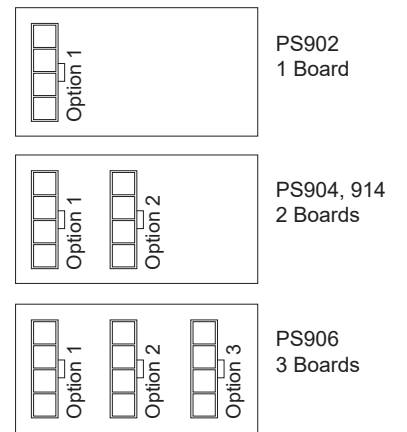 Option 1
PS902
1 Board
Option 1
Option 2
PS904, 914
2 Boards
Option 1
Option 2
Option 3
PS906
3 Boards